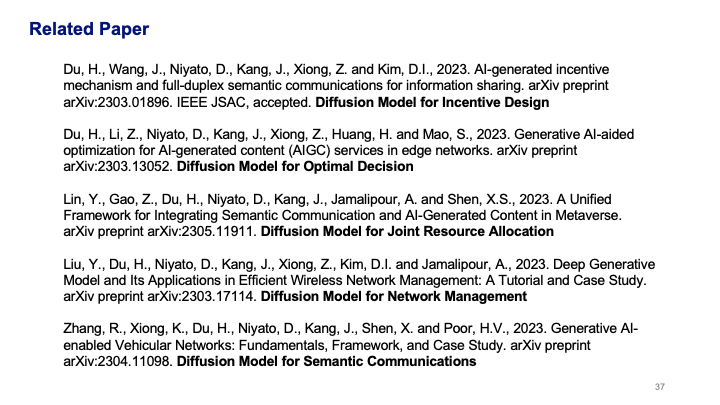 Related Paper
Du, H., Wang, J., Niyato, D., Kang, J., Xiong, Z. and Kim, D.I., 2023. AI-generated incentive
mechanism and full-duplex semantic communications for information sharing. arXiv preprint
arXiv:2303.01896. IEEE JSAC, accepted. Diffusion Model for Incentive Design
Du, H., Li, Z., Niyato, D., Kang, J., Xiong, Z., Huang, H. and Mao, S., 2023. Generative AI-aided
optimization for AI-generated content (AIGC) services in edge networks. arXiv preprint
arXiv:2303.13052. Diffusion Model for Optimal Decision
Lin, Y., Gao, Z., Du, H., Niyato, D., Kang, J., Jamalipour, A. and Shen, X.S., 2023. A Unified
Framework for Integrating Semantic Communication and AI-Generated Content in Metaverse.
arXiv preprint arXiv:2305.11911. Diffusion Model for Joint Resource Allocation
Liu, Y., Du, H., Niyato, D., Kang, J., Xiong, Z., Kim, D.I. and Jamalipour, A., 2023. Deep Generative
Model and Its Applications in Efficient Wireless Network Management: A Tutorial and Case Study.
arXiv preprint arXiv:2303.17114. Diffusion Model for Network Management
Zhang, R., Xiong, K., Du, H., Niyato, D., Kang, J., Shen, X. and Poor, H.V., 2023. Generative AI-
enabled Vehicular Networks: Fundamentals, Framework, and Case Study. arXiv preprint
arXiv:2304.11098. Diffusion Model for Semantic Communications
37